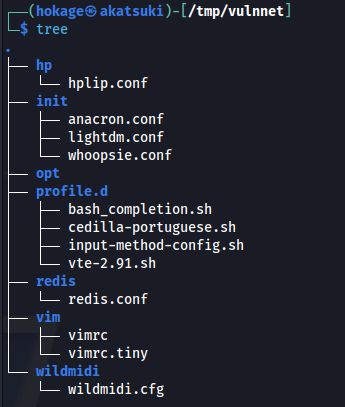 ┌──(hokage㉿akatsuki)-[/tmp/vulnnet]
└─$ tree
.
├── hp
│   └── hplip.conf
├── init
│   ├── anacron.conf
│   ├── lightdm.conf
│   └── whoopsie.conf
├── opt
├── profile.d
│   ├── bash_completion.sh
│   ├── cedilla-portuguese.sh
│   ├── input-method-config.sh
│   └── vte-2.91.sh
├── redis
│   └── redis.conf
├── vim
│   ├── vimrc
│   └── vimrc.tiny
└── wildmidi
    └── wildmidi.cfg